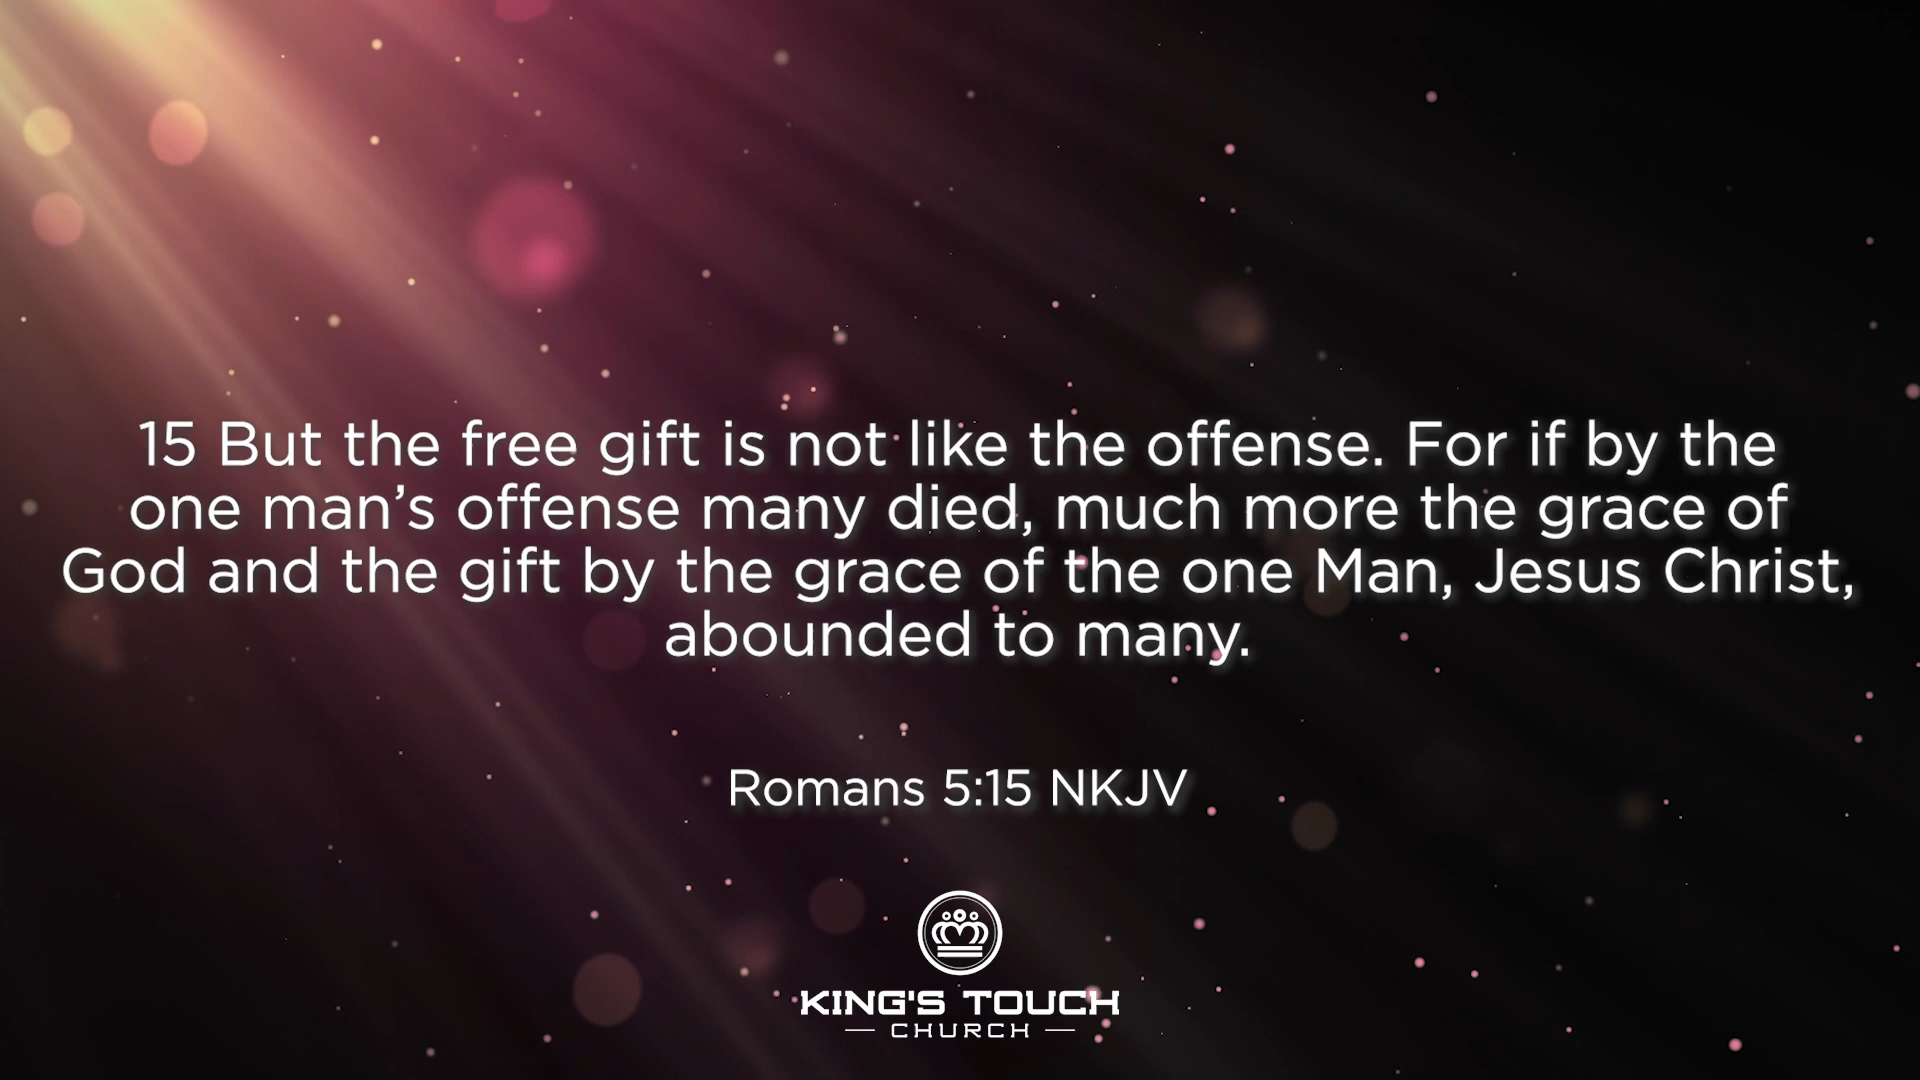 15 But the free gift is not like the offense. For if by the
one man’s offense many died, much more the grace of
God and the gift by the grace of the one Man, Jesus Christ,
abounded to many.
Romans 5:15 NKJV
KING'S TOUCH
CHURCH